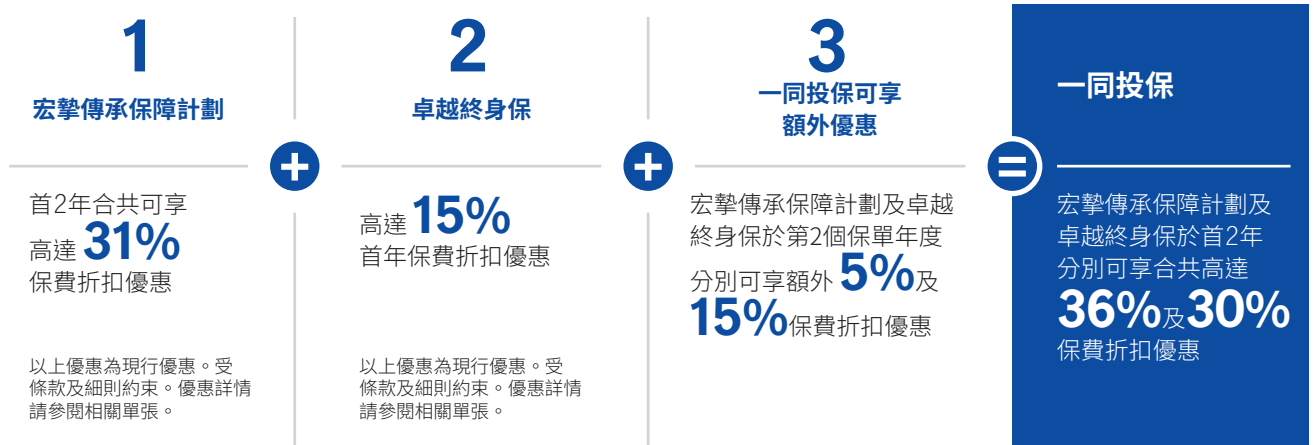 1
宏摯傳承保障計劃
首2年合共可享
高達 31%
保費折扣優惠
以上優惠為現行優惠。受
條款及細則約束。優惠詳情
請參閱相關單張。
+
2
卓越終身保
高達 15%
首年保費折扣優惠
以上優惠為現行優惠。受
條款及細則約束。優惠詳情
請參閱相關單張。
+
3
一同投保可享
額外優惠
宏摯傳承保障計劃及卓越
終身保於第2個保單年度
分別可享額外 5%及
15%保費折扣優惠
=
一同投保
宏摯傳承保障計劃及
卓越終身保於首2年
分別可享合共高達
36%及30%
保費折扣優惠